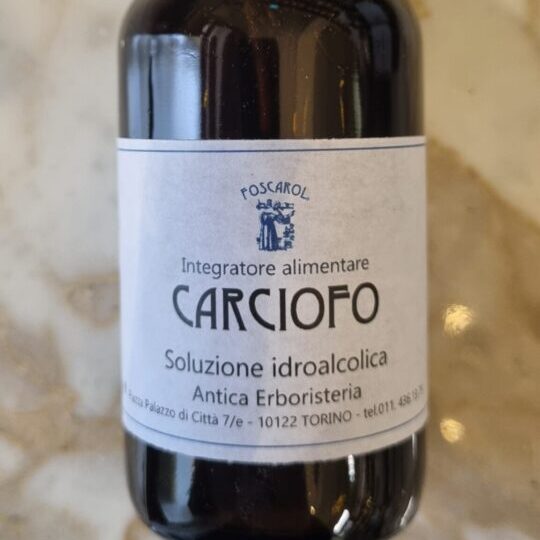 FOSCAROL
Integratore alimentare
CARCIOFO
Soluzione idroalcolica
Antica Erboristeria
Piazza Palazzo di Città 7/e - 10122 TORINO - tel.011. 436